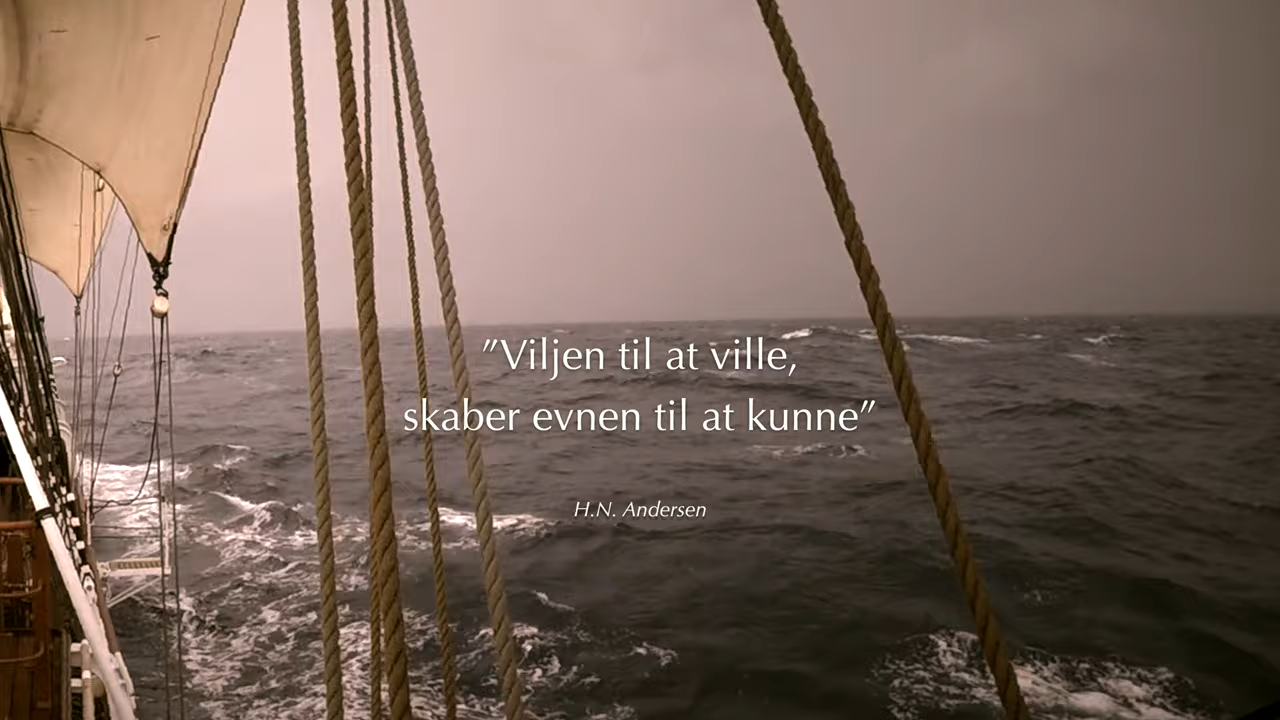 ”Viljen til at ville,
skaber evnen til at kunne”
H.N. Andersen